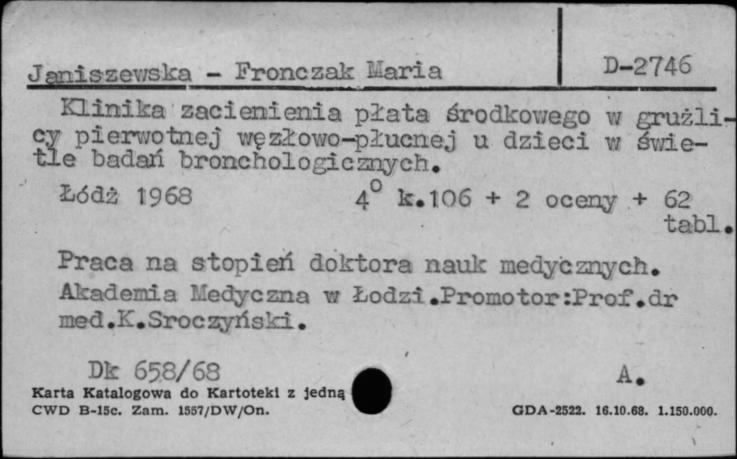 Janiszewska - Fronczak Maria
D-2746
Klinika zacienienia płata środkowego w gruźli-
cy pierwotnej węzłowo-płucnej u dzieci w świe-
tle badań bronchologicznych.
Łódź 1968 4° k.106 + 2 oceny + 62
tabl.
Praca na stopień doktora nauk medycznych.
Akademia Medyczna w Łodzi.Promotor:Prof.dr
med.K.Sroczyński.
Dk 658/68 A.
Karta Katalogowa do Kartoteki z jedną
CWD B-15c. Zam. 1557/DW/On. GDA-2522. 16.10.68. 1.150.000.